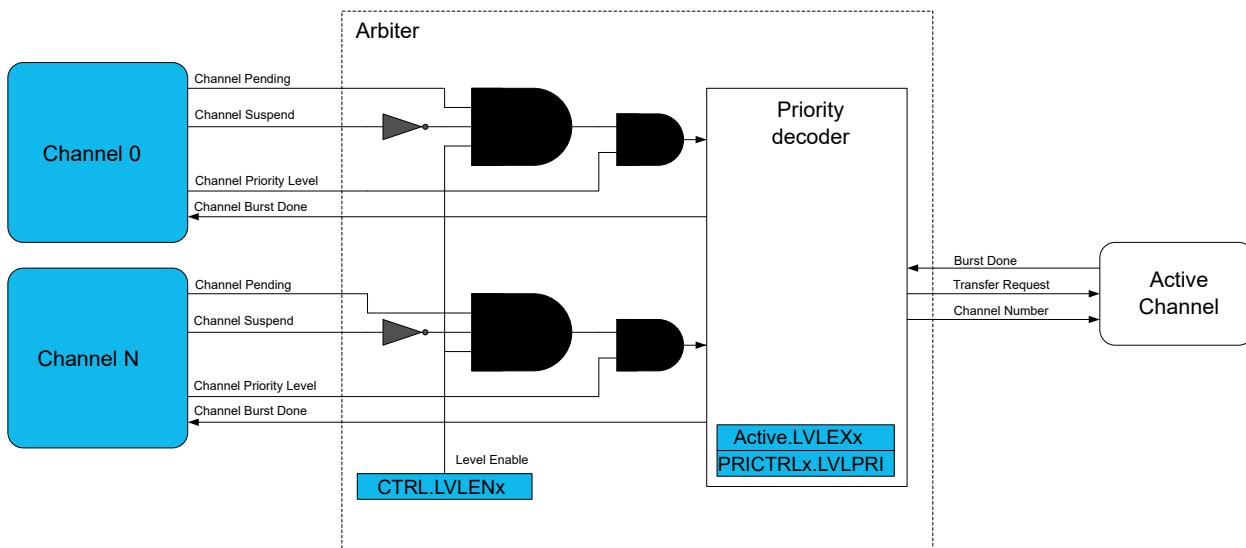 Arbiter
Channel Pending
Channel Suspend
Channel 0
Channel Priority Level
Channel Burst Done
Priority
decoder
Burst Done
Transfer Request
Channel Number
Active
Channel
Channel Pending
Channel Suspend
Channel N
Channel Priority Level
Channel Burst Done
Level Enable
CTRL.LVLENx
Active.LVLEXx
PRICTRLx.LVLPRI